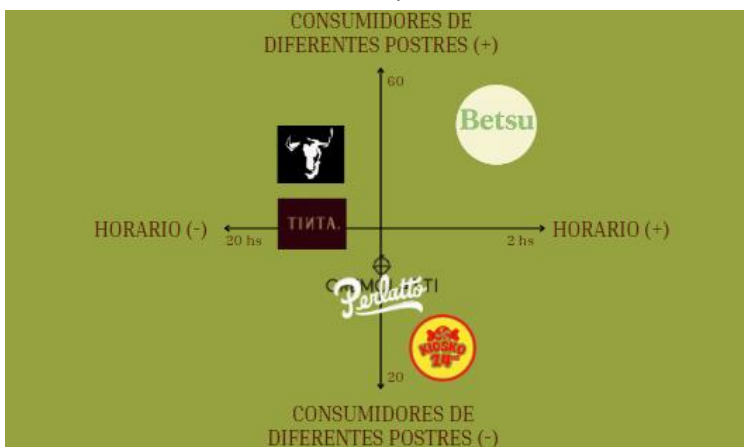 CONSUMIDORES DE
DIFERENTES POSTRES (+)
60
Betsu
TINTA.
HORARIO (-)
20 hs
2 hs
HORARIO (+)
Perlatto
KIOSKO
24
20
CONSUMIDORES DE
DIFERENTES POSTRES (-)